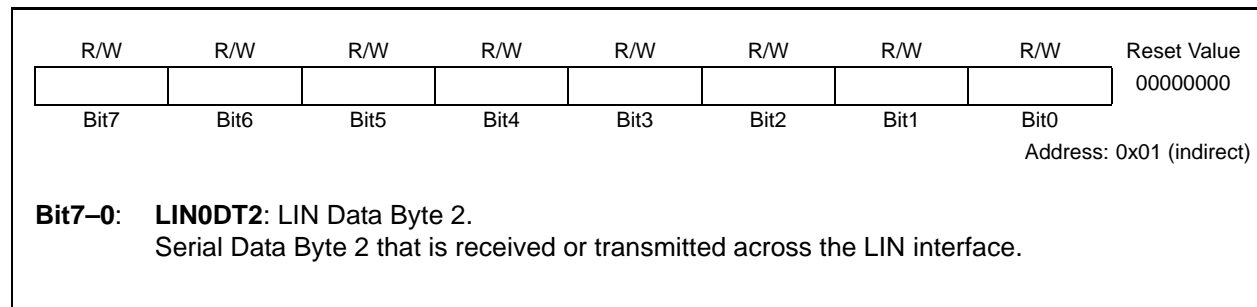 R/W R/W R/W R/W R/W R/W R/W R/W Reset Value
00000000
Bit7 Bit6 Bit5 Bit4 Bit3 Bit2 Bit1 Bit0
Address: 0x01 (indirect)
Bit7–0: LIN0DT2: LIN Data Byte 2.
Serial Data Byte 2 that is received or transmitted across the LIN interface.